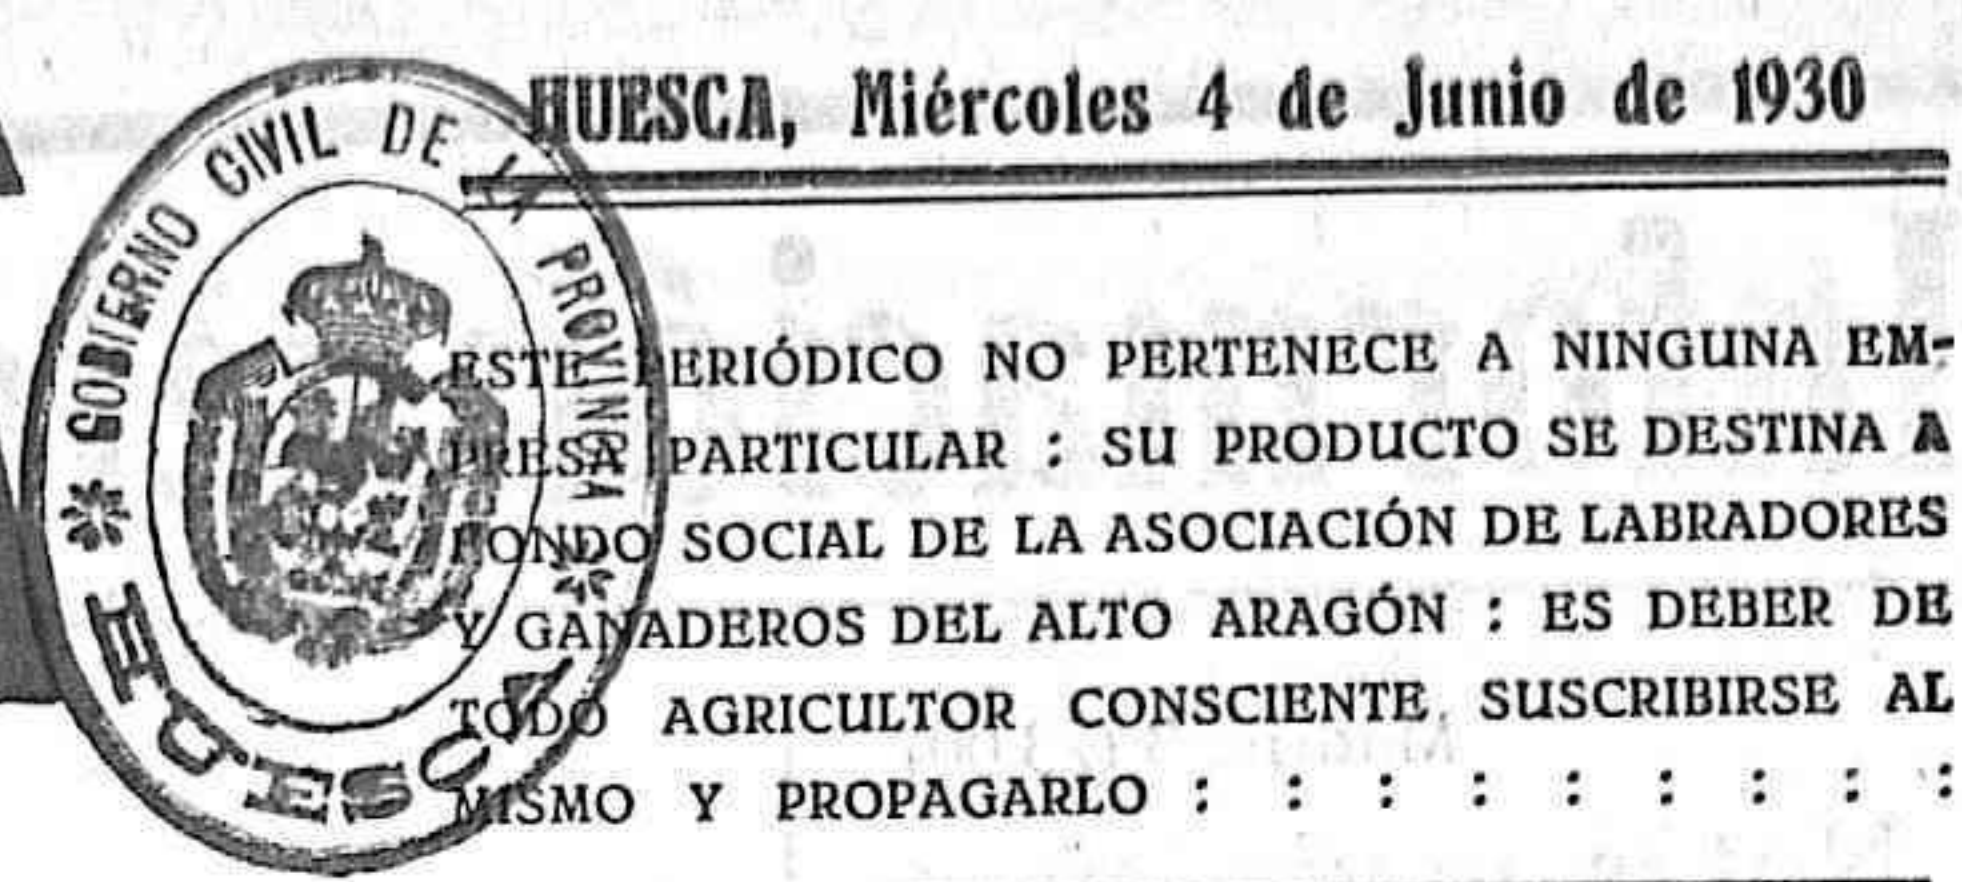 HUESCA, Miércoles 4 de Junio de 1930
GOBIERNO CIVIL DE LA PROVINCIA
HUESCA
ESTE PERIÓDICO NO PERTENECE A NINGUNA EM-
PRESA PARTICULAR : SU PRODUCTO SE DESTINA A
FONDO SOCIAL DE LA ASOCIACIÓN DE LABRADORES
Y GANADEROS DEL ALTO ARAGÓN : ES DEBER DE
TODO AGRICULTOR CONSCIENTE SUSCRIBIRSE AL
MISMO Y PROPAGARLO : : : : : : : : :